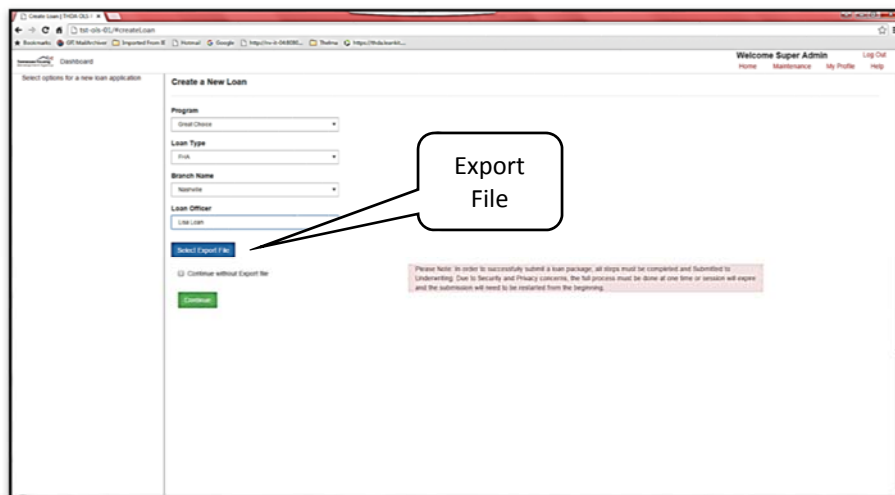 Create Loan | THDA OLS |
tst-ols-01/#createLoan
Bookmarks GFI MailArchiver Imported From IE Hotmail Google Thelma
Welcome Super Admin Log Out
Dashboard
Home Maintenance My Profile Help
Select options for a new loan application
Create a New Loan
Program
Great Choice
Loan Type
FHA
Branch Name
Nashville
Loan Officer
Lisa Loan
Select Export File
Export
File
Continue without Export file
Please Note: In order to successfully submit a loan package, all steps must be completed and Submitted to
Underwriting. Due to Security and Privacy concerns, the full process must be done at one time or session will expire
and the submission will need to be restarted from the beginning.
Continue